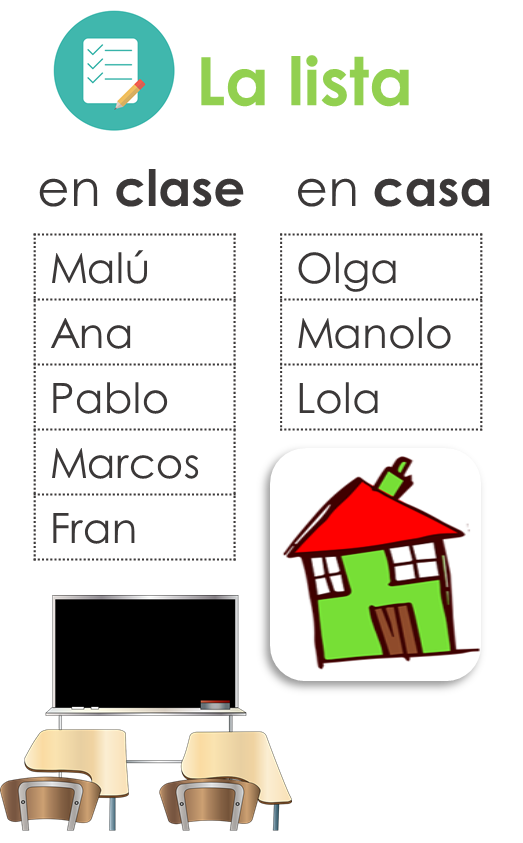 La lista
en clase
Malú
Ana
Pablo
Marcos
Fran
en casa
Olga
Manolo
Lola